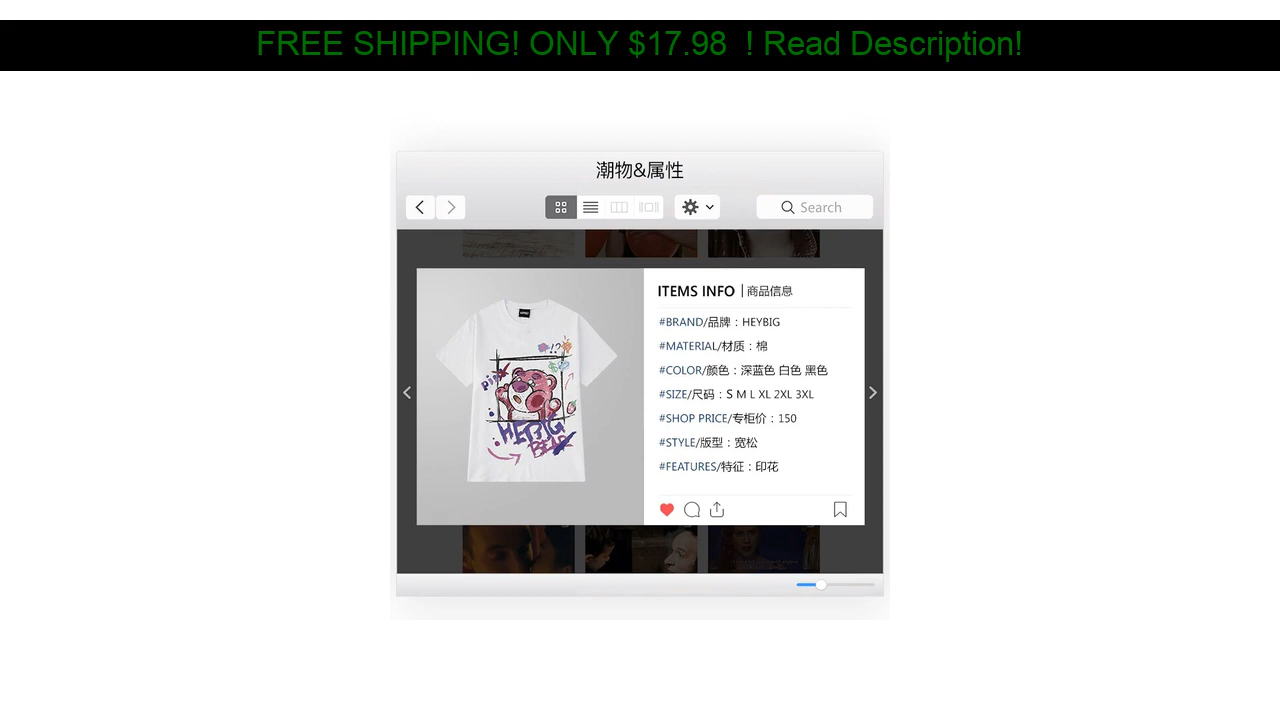 FREE SHIPPING! ONLY $17.98  ! Read Description!
潮物&属性
Search
ITEMS INFO | 商品信息
#BRAND/品牌：HEYBIG
#MATERIAL/材质：棉
#COLOR/颜色：深蓝色 白色 黑色
#SIZE/尺码：S M L XL 2XL 3XL
#SHOP PRICE/专柜价：150
#STYLE/版型：宽松
#FEATURES/特征：印花
!?
pink
HEYBIG
BEAR